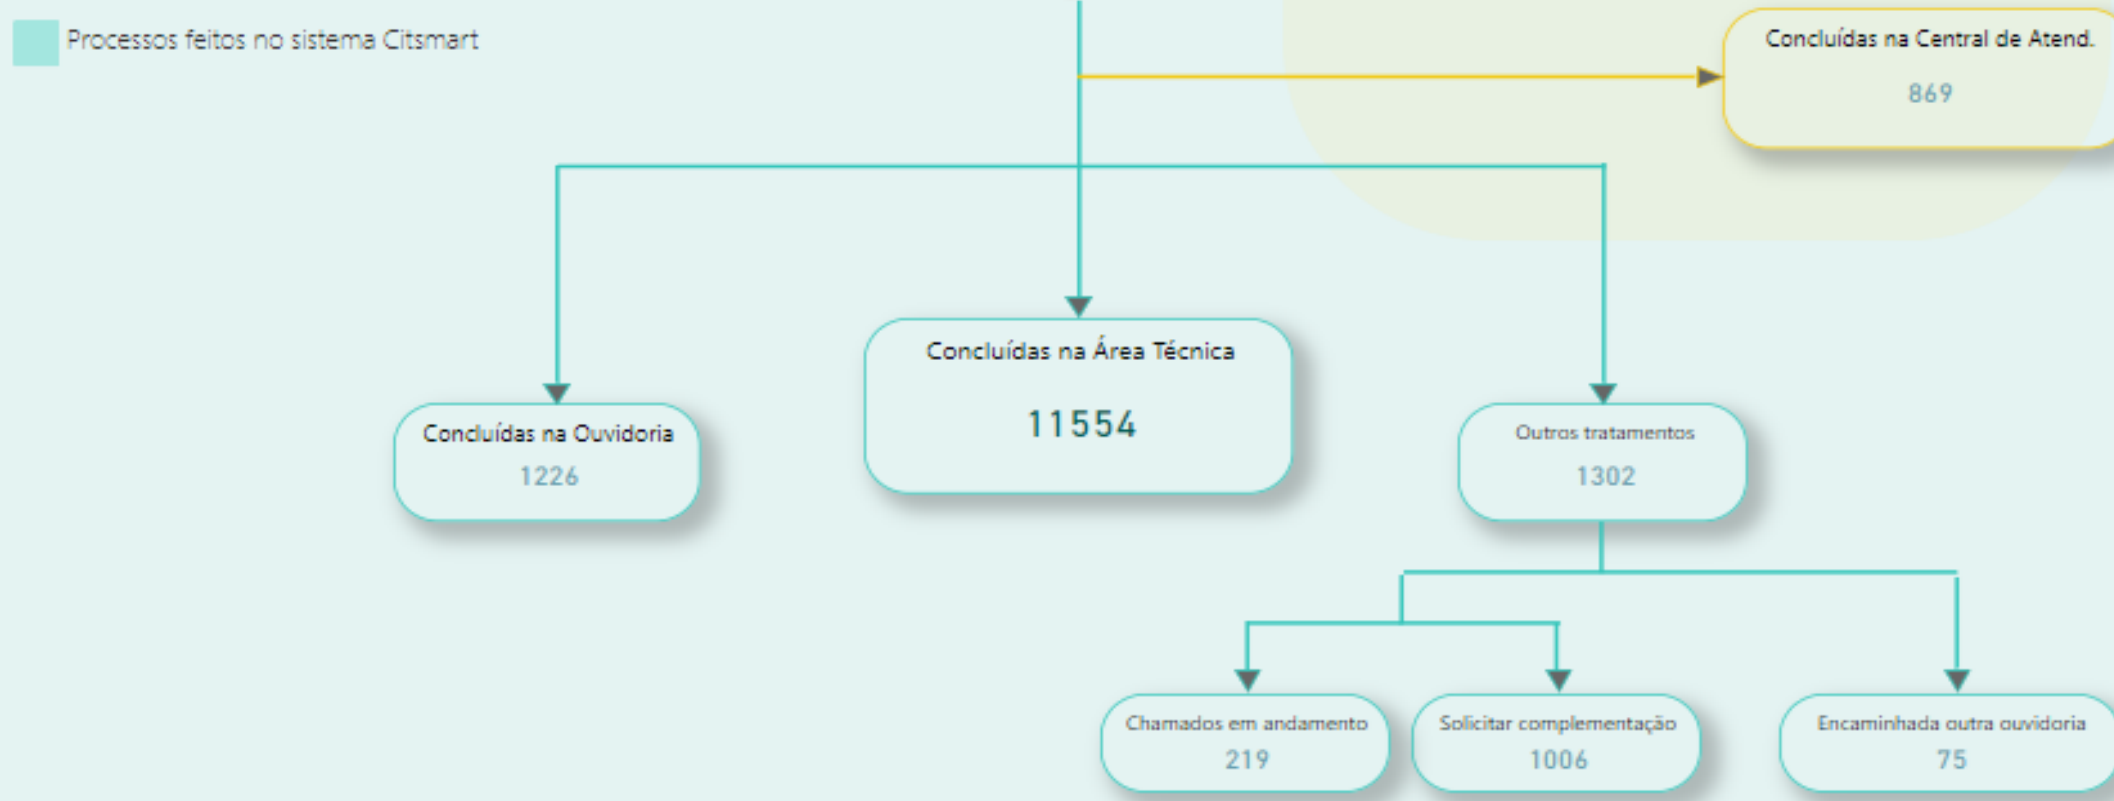 Processos feitos no sistema Citsmart
Concluídas na Central de Atend.
869
Concluídas na Área Técnica
11554
Concluídas na Ouvidoria
1226
Outros tratamentos
1302
Chamados em andamento
219
Solicitar complementação
1006
Encaminhada outra ouvidoria
75